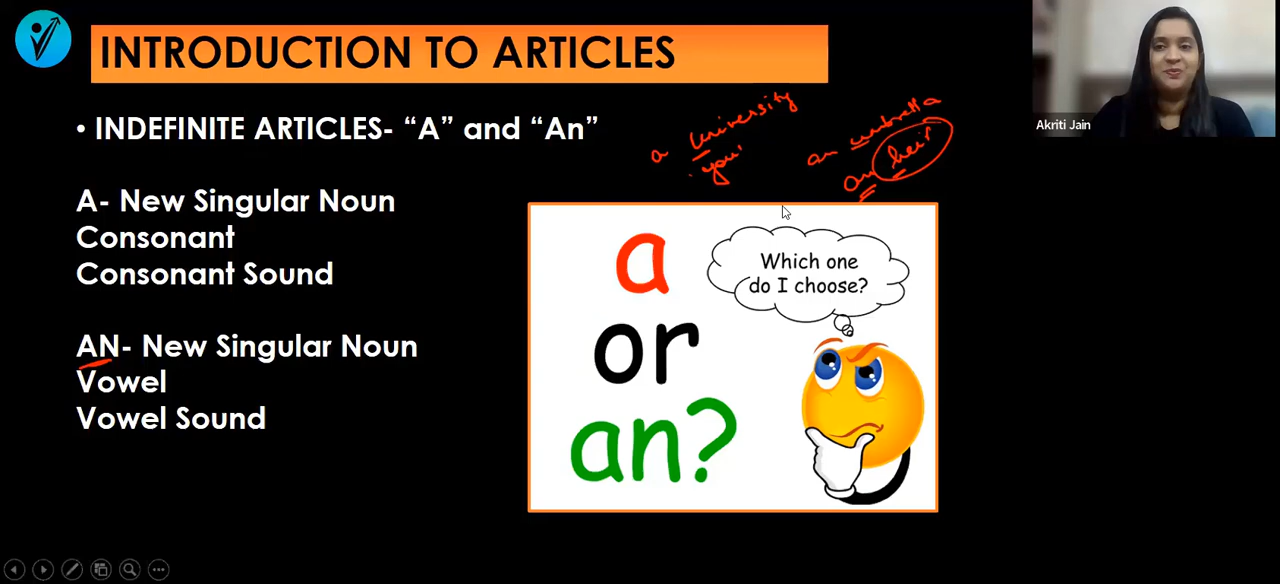 INTRODUCTION TO ARTICLES
• INDEFINITE ARTICLES- “A” and “An”
a university
'you'
an umbrella
an heir
A- New Singular Noun
Consonant
Consonant Sound
AN- New Singular Noun
Vowel
Vowel Sound
a
or
an?
Which one
do I choose?
Akriti Jain